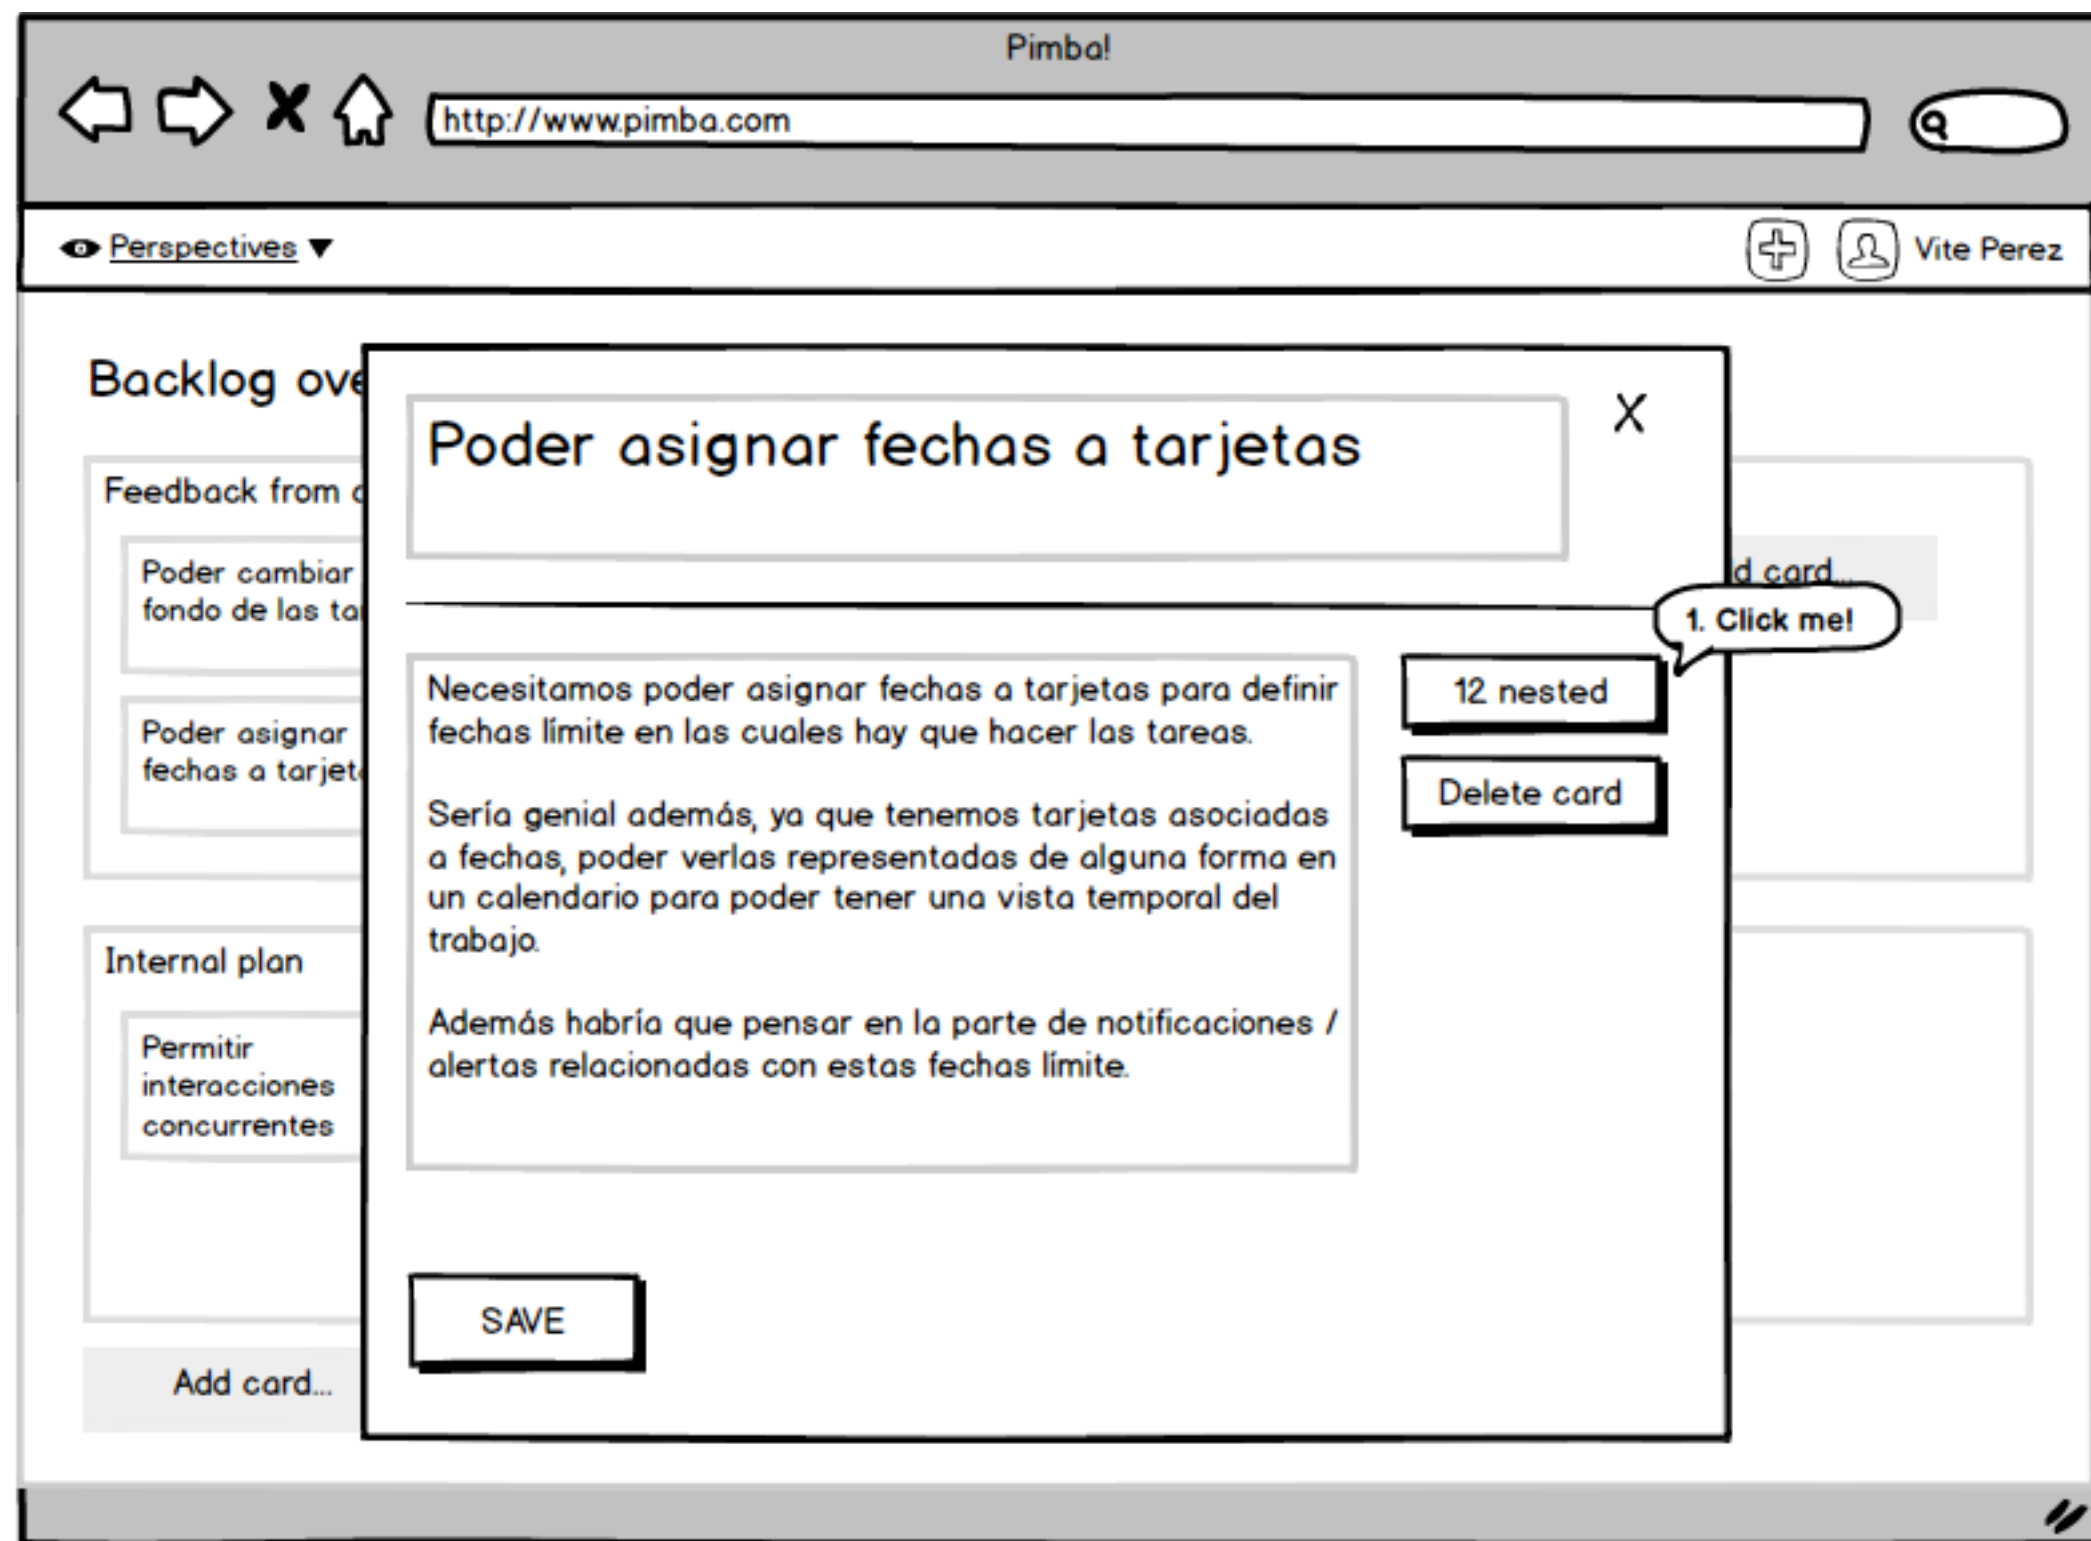 Pimba!
http://www.pimba.com
Perspectives
Vite Perez
Backlog
Feedback from
Poder cambiar
fondo de las
Poder asignar
fechas a
Internal plan
Permitir
interacciones
concurrentes
Add card...
Poder asignar fechas a tarjetas
X
card...
1. Click me!
Necesitamos poder asignar fechas a tarjetas para definir
fechas límite en las cuales hay que hacer las tareas.
Sería genial además, ya que tenemos tarjetas asociadas
a fechas, poder verlas representadas de alguna forma en
un calendario para poder tener una vista temporal del
trabajo.
Además habría que pensar en la parte de notificaciones /
alertas relacionadas con estas fechas límite.
12 nested
Delete card
SAVE